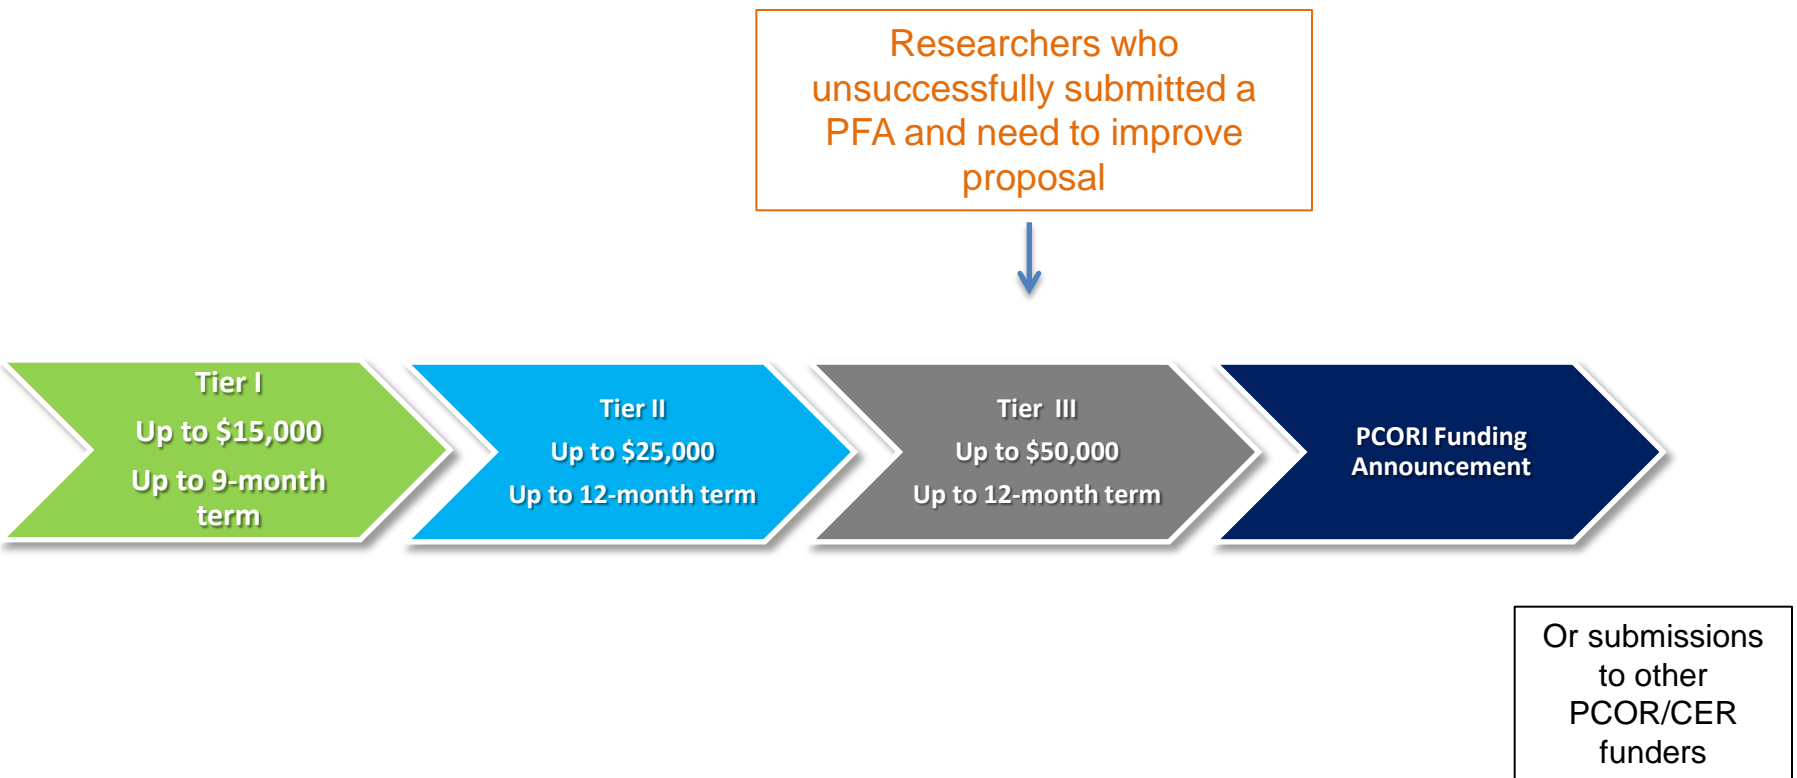 Researchers who
unsuccessfully submitted a
PFA and need to improve
proposal
Tier I
Up to $15,000
Up to 9-month
term
Tier II
Up to $25,000
Up to 12-month term
Tier  III
Up to $50,000
Up to 12-month term
PCORI Funding
Announcement
Or submissions
to other
PCOR/CER
funders